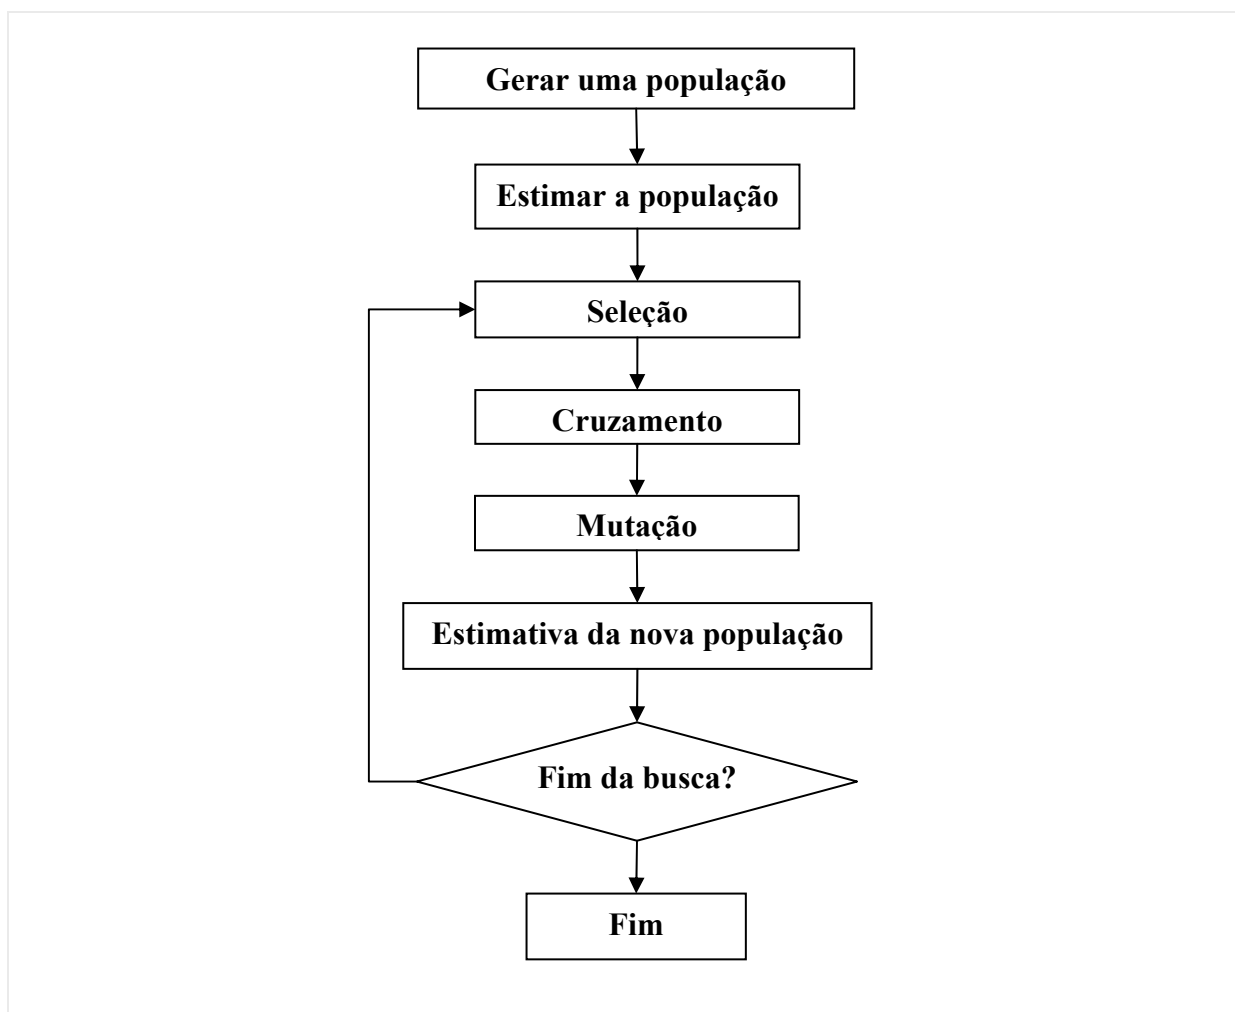 Gerar uma população
Estimar a população
Seleção
Cruzamento
Mutação
Estimativa da nova população
Fim da busca?
Fim